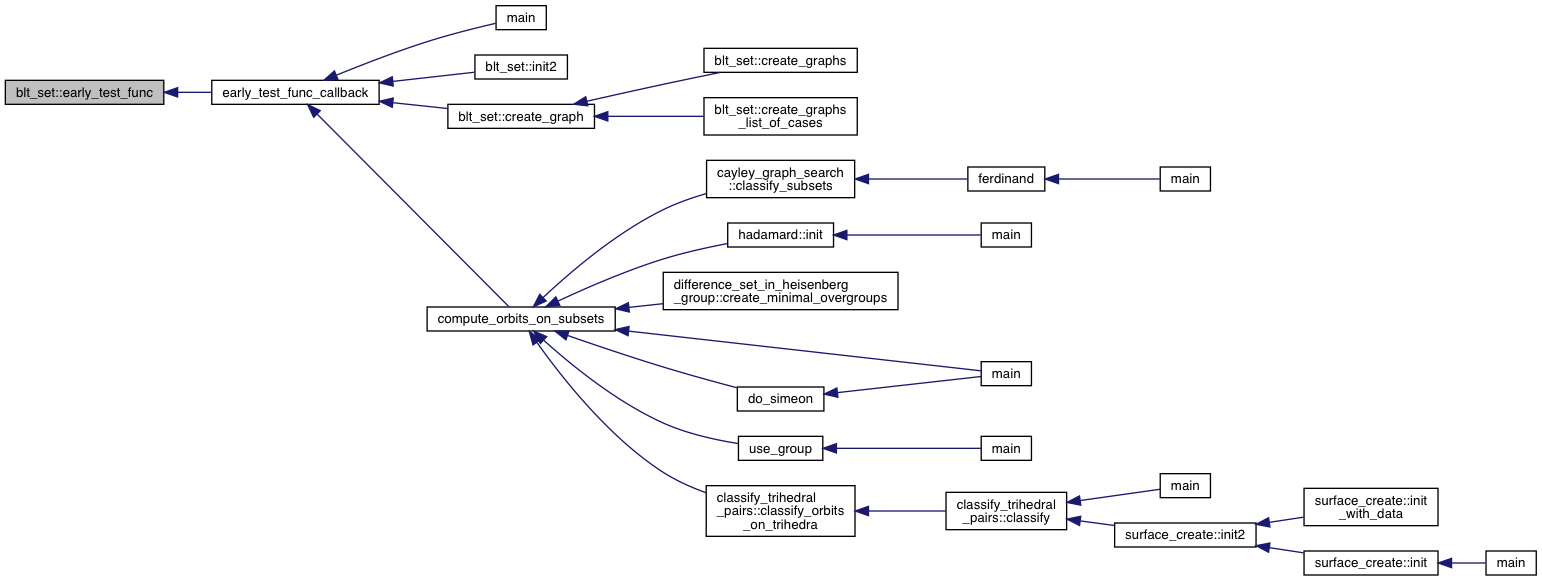 main
blt_set::init2
blt_set::create_graphs
blt_set::early_test_func
early_test_func_callback
blt_set::create_graph
blt_set::create_graphs
_list_of_cases
cayley_graph_search
::classify_subsets
ferdinand
main
hadamard::init
main
difference_set_in_heisenberg
_group::create_minimal_overgroups
compute_orbits_on_subsets
main
do_simeon
use_group
main
classify_trihedral
_pairs::classify_orbits
_on_trihedra
classify_trihedral
_pairs::classify
main
surface_create::init2
surface_create::init
_with_data
surface_create::init
main